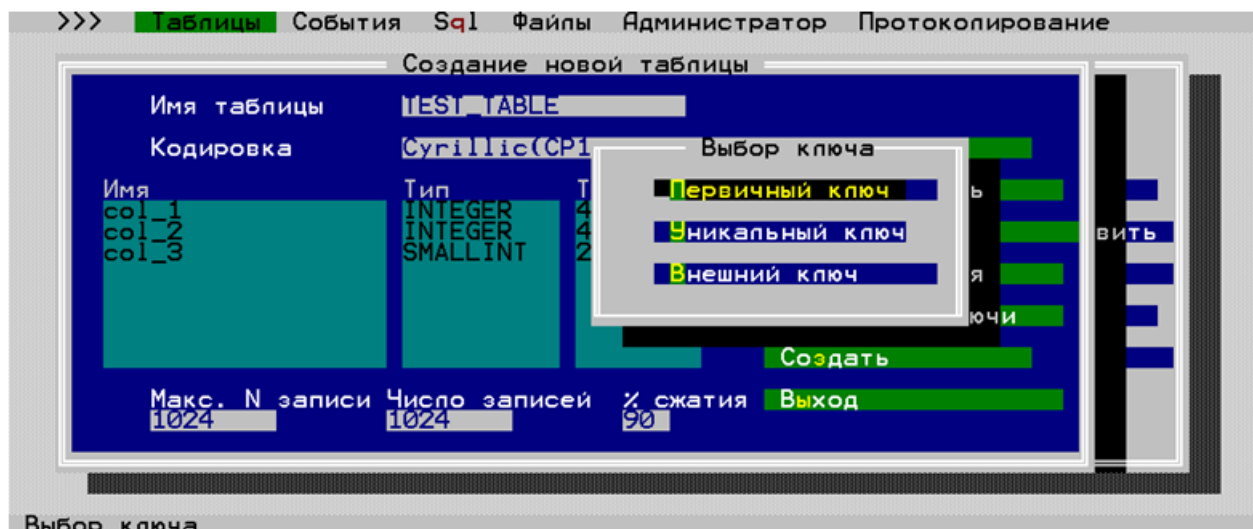 >>> Таблицы События Sql Файлы Администратор Протоколирование
Создание новой таблицы
Имя таблицы TEST_TABLE
Кодировка Cyrillic(CP1
Выбор ключа
Имя Тип Т
Первичный ключ ь
col_1 INTEGER 4
col_2 INTEGER 4
Уникальный ключ вить
col_3 SMALLINT 2
Внешний ключ я
ючи
Создать
Макс. N записи Число записей % сжатия Выход
1024 1024 90
Выбор ключа